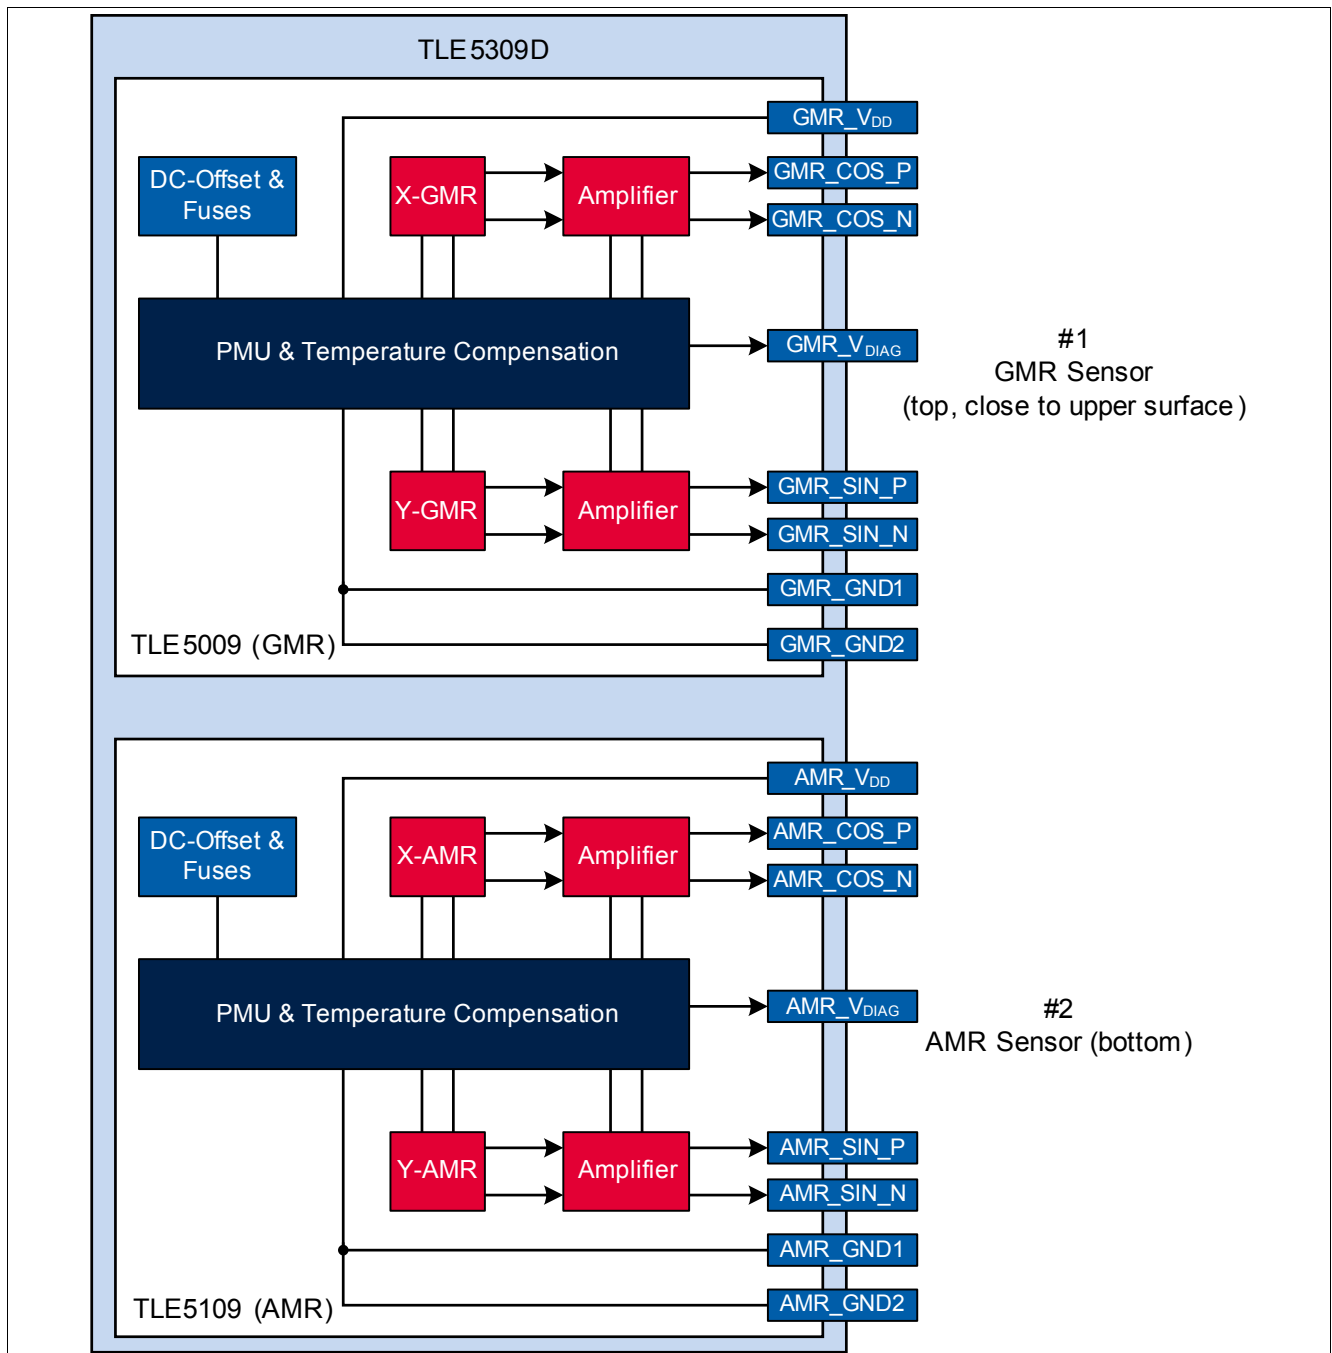 TLE5309D
GMR_VDD
DC-Offset &
Fuses
X-GMR
Amplifier
GMR_COS_P
GMR_COS_N
PMU & Temperature Compensation
GMR_VDIAG
#1
GMR Sensor
(top, close to upper surface)
Y-GMR
Amplifier
GMR_SIN_P
GMR_SIN_N
GMR_GND1
GMR_GND2
TLE5009 (GMR)
AMR_VDD
DC-Offset &
Fuses
X-AMR
Amplifier
AMR_COS_P
AMR_COS_N
PMU & Temperature Compensation
AMR_VDIAG
#2
AMR Sensor (bottom)
Y-AMR
Amplifier
AMR_SIN_P
AMR_SIN_N
AMR_GND1
AMR_GND2
TLE5109 (AMR)